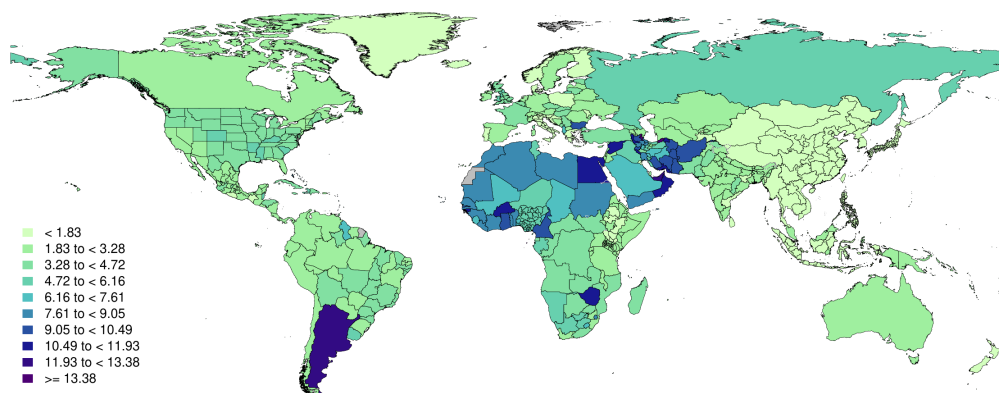 < 1.83
1.83 to < 3.28
3.28 to < 4.72
4.72 to < 6.16
6.16 to < 7.61
7.61 to < 9.05
9.05 to < 10.49
10.49 to < 11.93
11.93 to < 13.38
>= 13.38